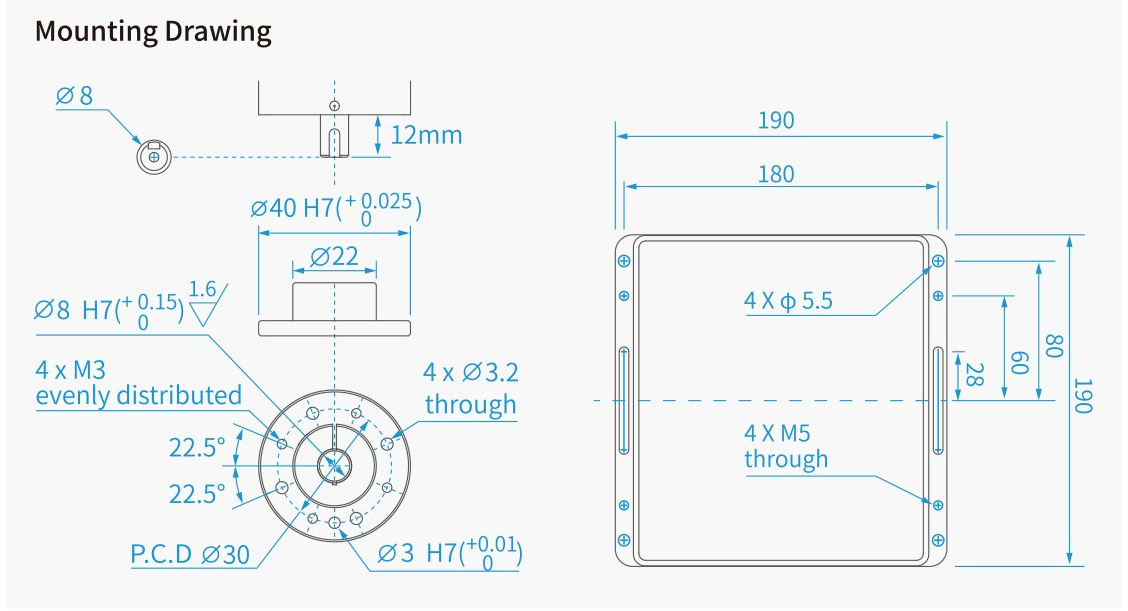 Mounting Drawing
Ø 8
12mm
Ø40 H7(+ 0.025 0)
Ø22
Ø8 H7(+ 0.15 0) 1.6
4 x M3
evenly distributed
4 x Ø3.2
through
22.5°
22.5°
P.C.D Ø30
Ø3 H7(+0.01 0)
190
180
4 X ϕ 5.5
28
60
80
190
4 X M5
through